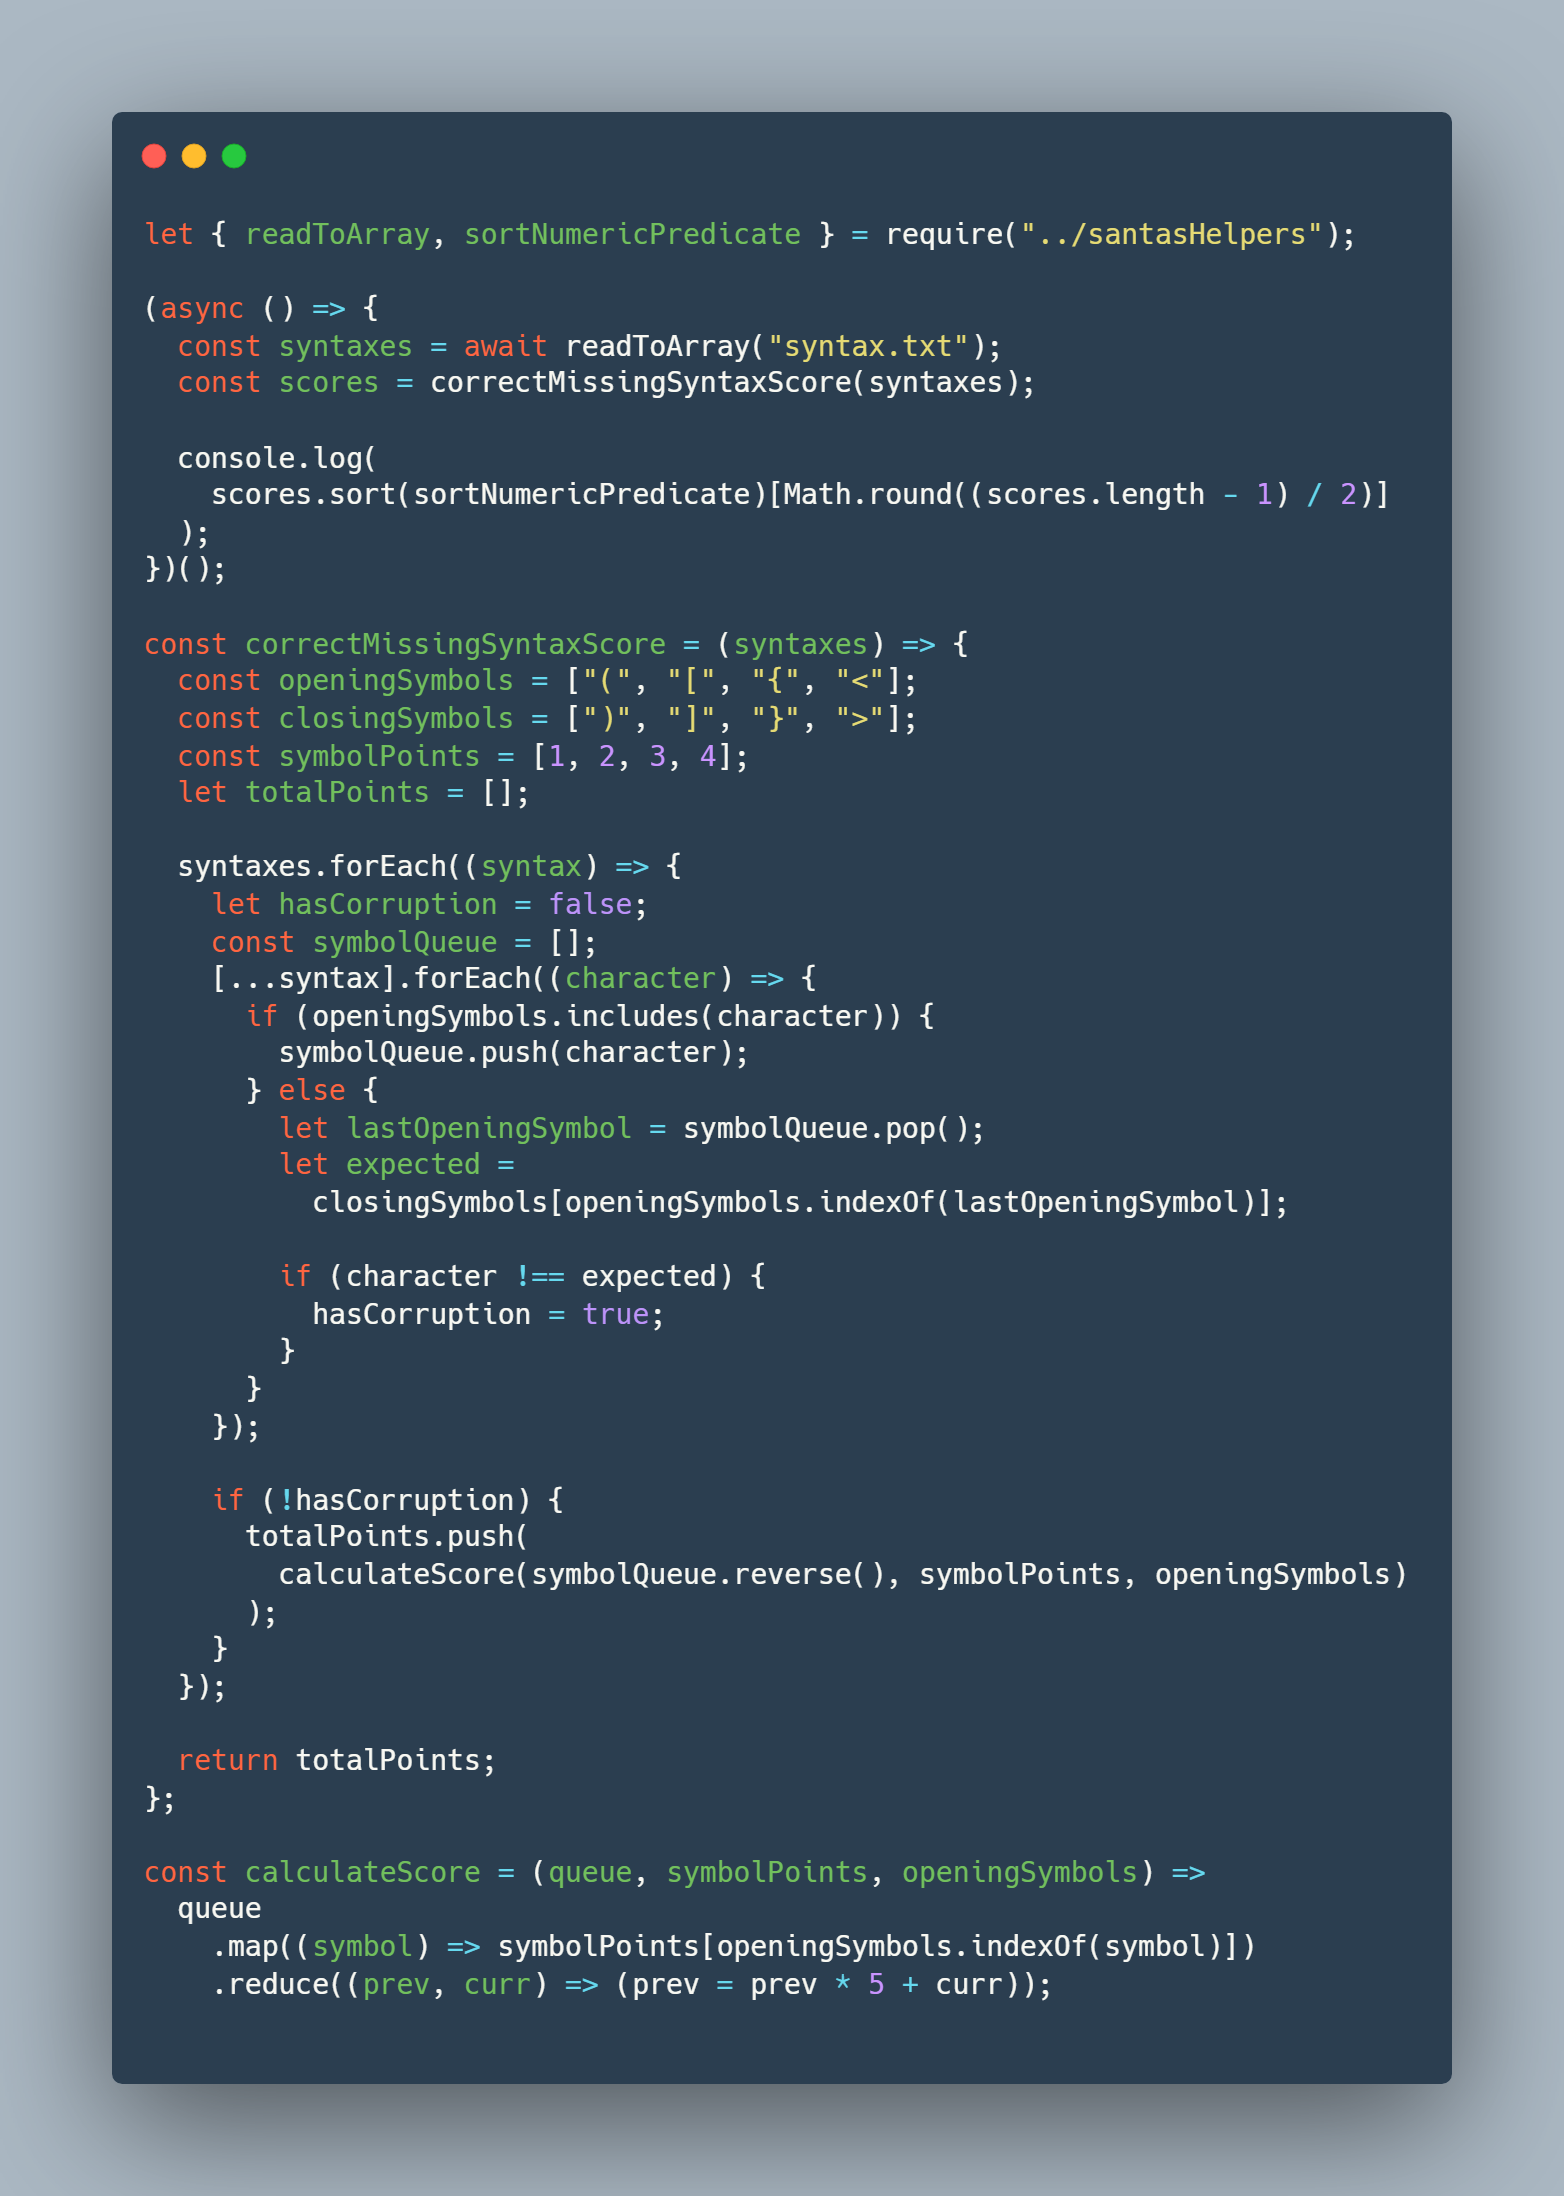 let { readToArray, sortNumericPredicate } = require("../santasHelpers");

(async () => {
  const syntaxes = await readToArray("syntax.txt");
  const scores = correctMissingSyntaxScore(syntaxes);

  console.log(
    scores.sort(sortNumericPredicate)[Math.round((scores.length - 1) / 2)]
  );
})();

const correctMissingSyntaxScore = (syntaxes) => {
  const openingSymbols = ["(", "[", "{", "<"];
  const closingSymbols = [")", "]", "}", ">"];
  const symbolPoints = [1, 2, 3, 4];
  let totalPoints = [];

  syntaxes.forEach((syntax) => {
    let hasCorruption = false;
    const symbolQueue = [];
    [...syntax].forEach((character) => {
      if (openingSymbols.includes(character)) {
        symbolQueue.push(character);
      } else {
        let lastOpeningSymbol = symbolQueue.pop();
        let expected =
          closingSymbols[openingSymbols.indexOf(lastOpeningSymbol)];

        if (character !== expected) {
          hasCorruption = true;
        }
      }
    });

    if (!hasCorruption) {
      totalPoints.push(
        calculateScore(symbolQueue.reverse(), symbolPoints, openingSymbols)
      );
    }
  });

  return totalPoints;
};

const calculateScore = (queue, symbolPoints, openingSymbols) =>
  queue
    .map((symbol) => symbolPoints[openingSymbols.indexOf(symbol)])
    .reduce((prev, curr) => (prev = prev * 5 + curr));